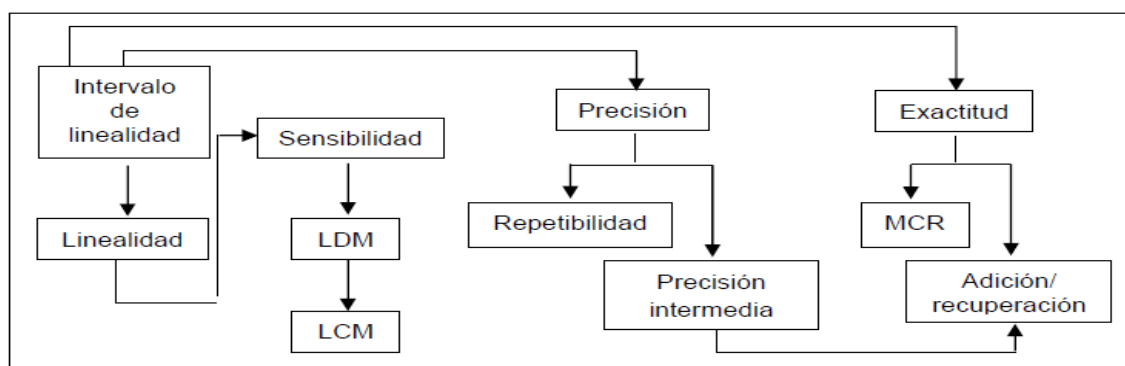 Intervalo
de
linealidad
Precisión
Exactitud
Sensibilidad
Linealidad
LDM
Repetibilidad
MCR
Precisión
intermedia
Adición/
recuperación
LCM